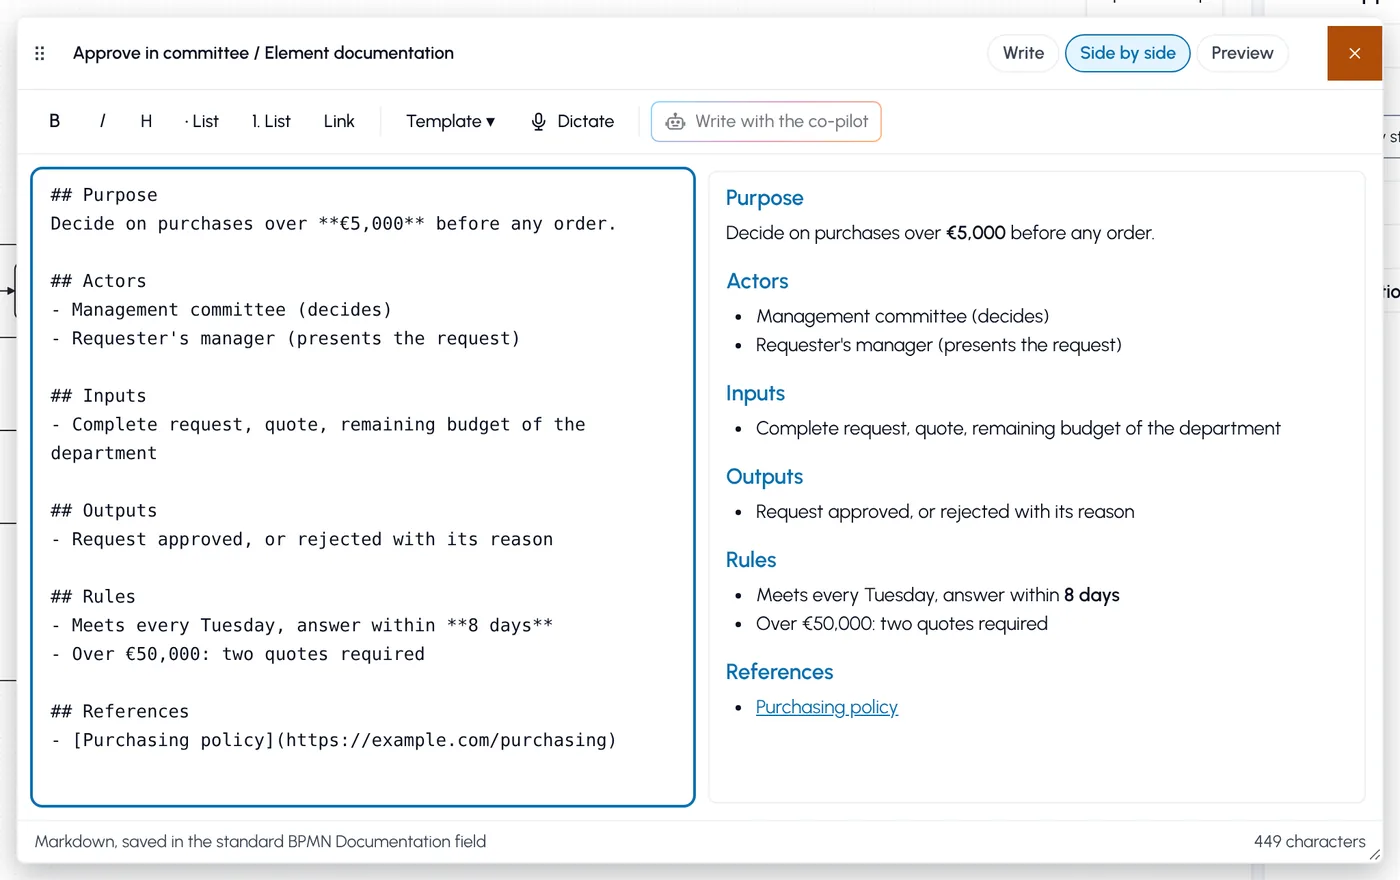 Approve in committee / Element documentation
Write
Side by side
Preview
B
I
H
· List
1. List
Link
Template ▾
Dictate
Write with the co-pilot
## Purpose
Decide on purchases over **€5,000** before any order.
## Actors
- Management committee (decides)
- Requester's manager (presents the request)
## Inputs
- Complete request, quote, remaining budget of the
department
## Outputs
- Request approved, or rejected with its reason
## Rules
- Meets every Tuesday, answer within **8 days**
- Over €50,000: two quotes required
## References
- [Purchasing policy](https://example.com/purchasing)
Purpose
Decide on purchases over €5,000 before any order.
Actors
• Management committee (decides)
• Requester's manager (presents the request)
Inputs
• Complete request, quote, remaining budget of the department
Outputs
• Request approved, or rejected with its reason
Rules
• Meets every Tuesday, answer within 8 days
• Over €50,000: two quotes required
References
• Purchasing policy
Markdown, saved in the standard BPMN Documentation field
449 characters